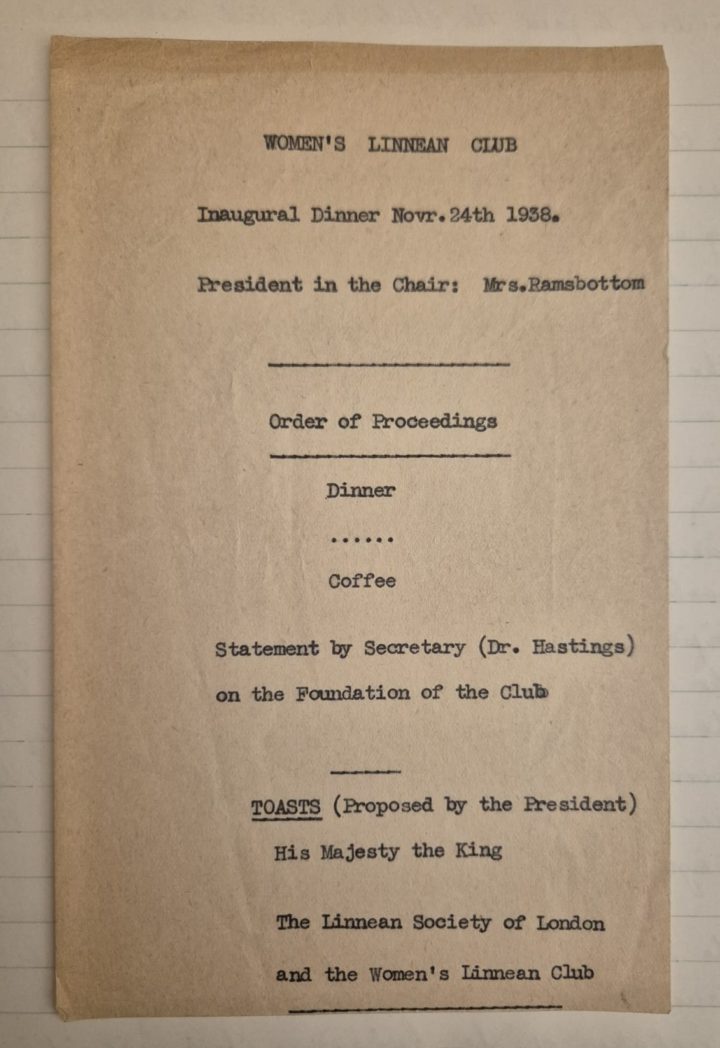 WOMEN'S LINNEAN CLUB
Inaugural Dinner Novr.24th 1938.
President in the Chair: Mrs.Ramsbottom
Order of Proceedings
Dinner
......
Coffee
Statement by Secretary (Dr. Hastings)
on the Foundation of the Club
TOASTS (Proposed by the President)
His Majesty the King
The Linnean Society of London
and the Women's Linnean Club